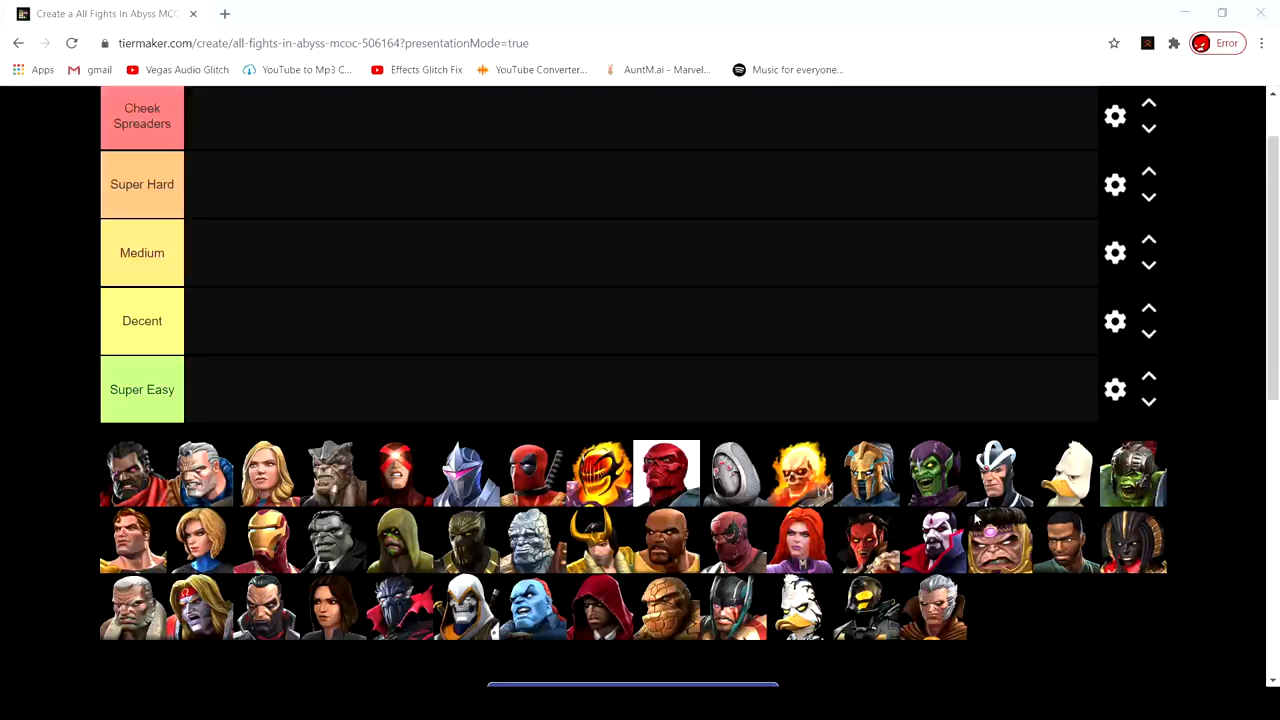 Create a All Fights In Abyss MCC
tiermaker.com/create/all-fights-in-abyss-mcoc-506164?presentationMode=true
Error
Apps
gmail
Vegas Audio Glitch
YouTube to Mp3 C...
Effects Glitch Fix
YouTube Converter...
AuntM.ai - Marvel...
Music for everyone...
Cheek
Spreaders
Super Hard
Medium
Decent
Super Easy